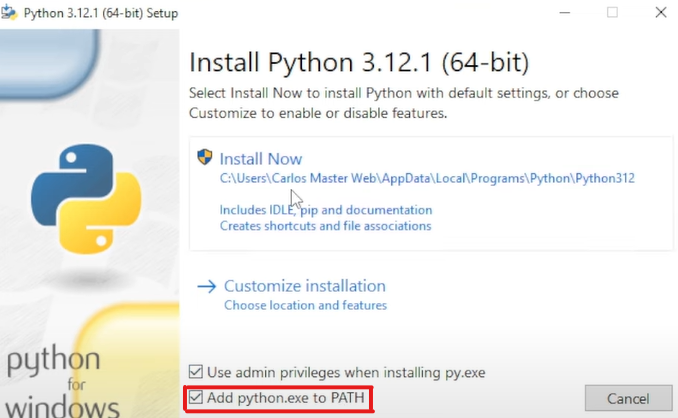 Python 3.12.1 (64-bit) Setup
Install Python 3.12.1 (64-bit)
Select Install Now to install Python with default settings, or choose
Customize to enable or disable features.
Install Now
C:\Users\Carlos Master Web\AppData\Local\Programs\Python\Python312
Includes IDLE, pip and documentation
Creates shortcuts and file associations
Customize installation
Choose location and features
python
for
windows
Use admin privileges when installing py.exe
Add python.exe to PATH
Cancel